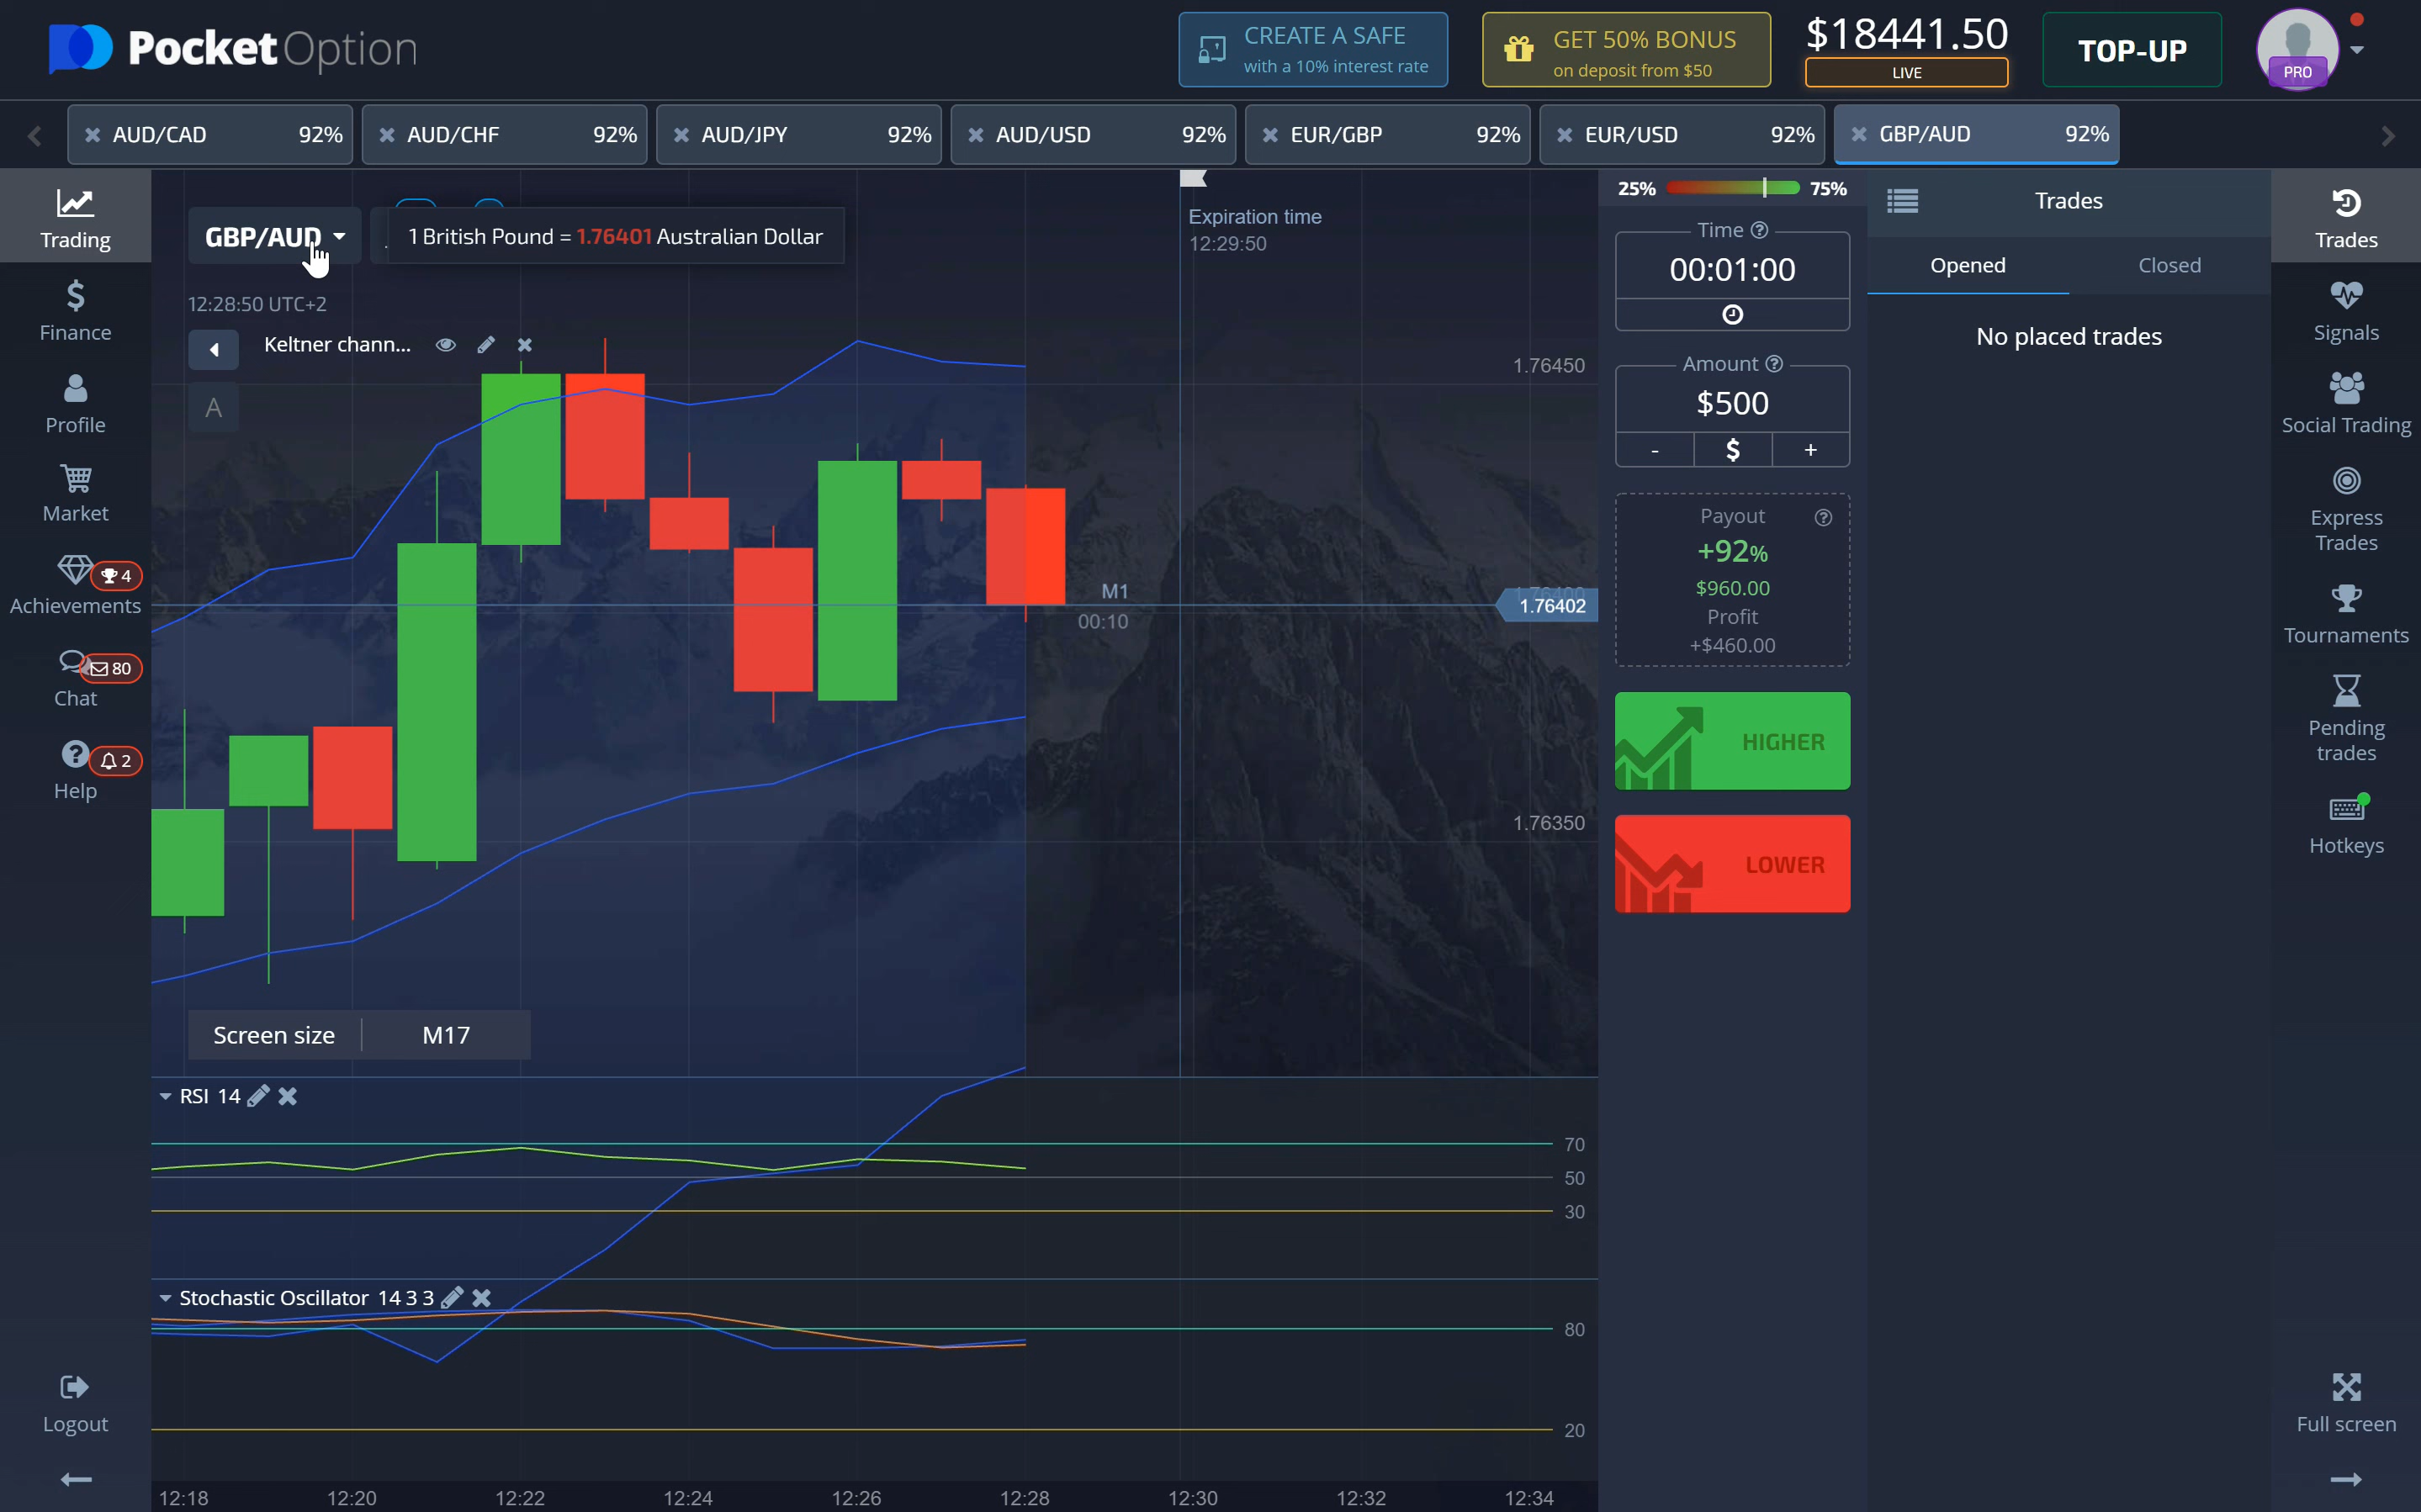 PocketOption
CREATE A SAFE
with a 10% interest rate
GET 50% BONUS
on deposit from $50
$18441.50
LIVE
TOP-UP
PRO
AUD/CAD 92%
AUD/CHF 92%
AUD/JPY 92%
AUD/USD 92%
EUR/GBP 92%
EUR/USD 92%
GBP/AUD 92%
Trading
Finance
Profile
Market
4
Achievements
80
Chat
2
Help
Logout
GBP/AUD
1 British Pound = 1.76401 Australian Dollar
12:28:50 UTC+2
Keltner chann...
A
Expiration time
12:29:50
1.76450
M1
00:10
1.76402
1.76350
Screen size M17
RSI 14
70
50
30
Stochastic Oscillator 14 3 3
80
20
12:18 12:20 12:22 12:24 12:26 12:28 12:30 12:32 12:34
25% 75%
Time
00:01:00
Amount
$500
- $ +
Payout
+92%
$960.00
Profit
+$460.00
HIGHER
LOWER
Trades
Opened Closed
No placed trades
Trades
Signals
Social Trading
Express
Trades
Tournaments
Pending
trades
Hotkeys
Full screen